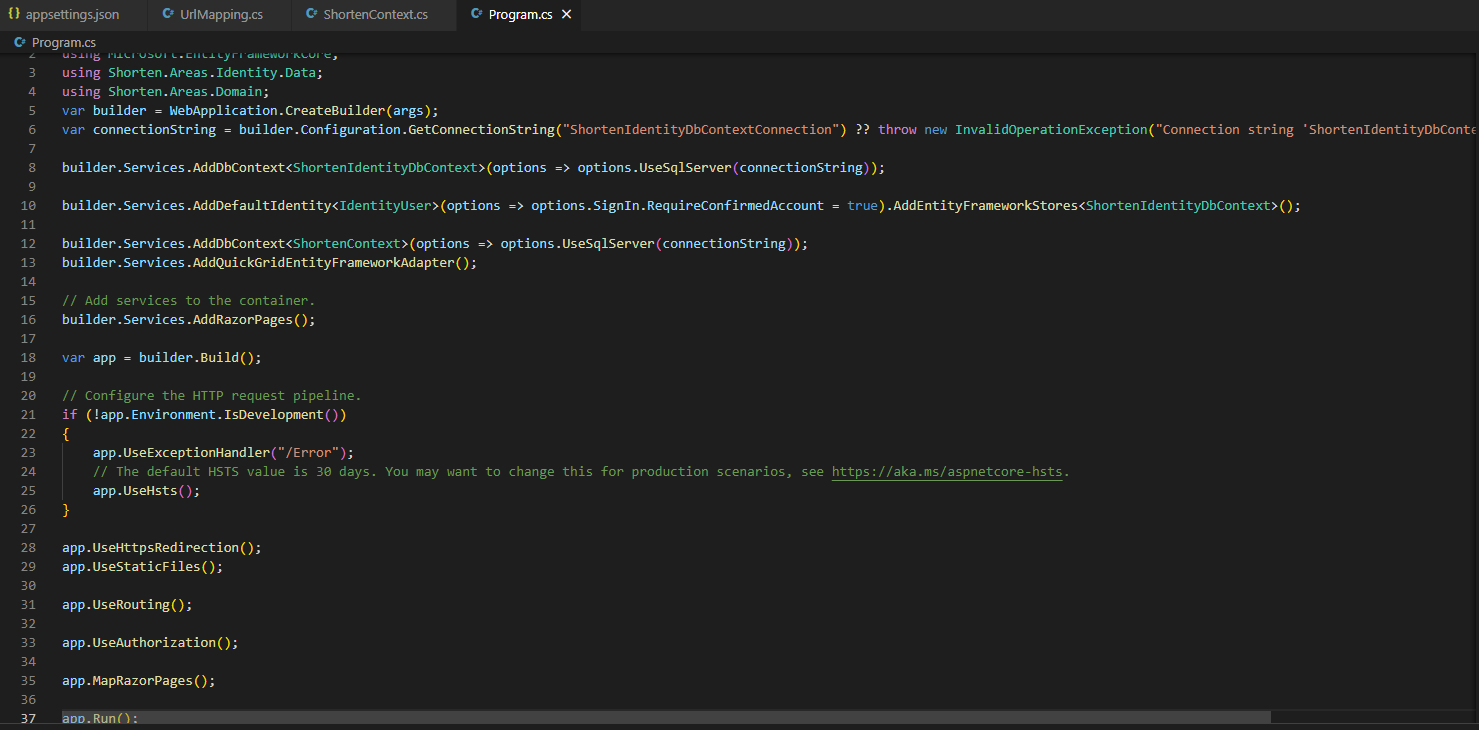 {} appsettings.json
C# UrlMapping.cs
C# ShortenContext.cs
C# Program.cs ×
C# Program.cs
2 using Microsoft.EntityFrameworkCore;
3 using Shorten.Areas.Identity.Data;
4 using Shorten.Areas.Domain;
5 var builder = WebApplication.CreateBuilder(args);
6 var connectionString = builder.Configuration.GetConnectionString("ShortenIdentityDbContextConnection") ?? throw new InvalidOperationException("Connection string 'ShortenIdentityDbConte
7
8 builder.Services.AddDbContext<ShortenIdentityDbContext>(options => options.UseSqlServer(connectionString));
9
10 builder.Services.AddDefaultIdentity<IdentityUser>(options => options.SignIn.RequireConfirmedAccount = true).AddEntityFrameworkStores<ShortenIdentityDbContext>();
11
12 builder.Services.AddDbContext<ShortenContext>(options => options.UseSqlServer(connectionString));
13 builder.Services.AddQuickGridEntityFrameworkAdapter();
14
15 // Add services to the container.
16 builder.Services.AddRazorPages();
17
18 var app = builder.Build();
19
20 // Configure the HTTP request pipeline.
21 if (!app.Environment.IsDevelopment())
22 {
23 app.UseExceptionHandler("/Error");
24 // The default HSTS value is 30 days. You may want to change this for production scenarios, see https://aka.ms/aspnetcore-hsts.
25 app.UseHsts();
26 }
27
28 app.UseHttpsRedirection();
29 app.UseStaticFiles();
30
31 app.UseRouting();
32
33 app.UseAuthorization();
34
35 app.MapRazorPages();
36
37 app.Run();